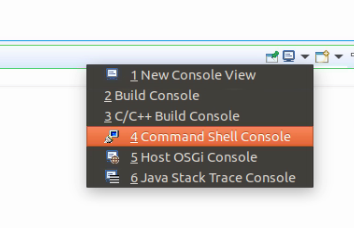 1 New Console View
2 Build Console
3 C/C++ Build Console
4 Command Shell Console
5 Host OSGi Console
6 Java Stack Trace Console